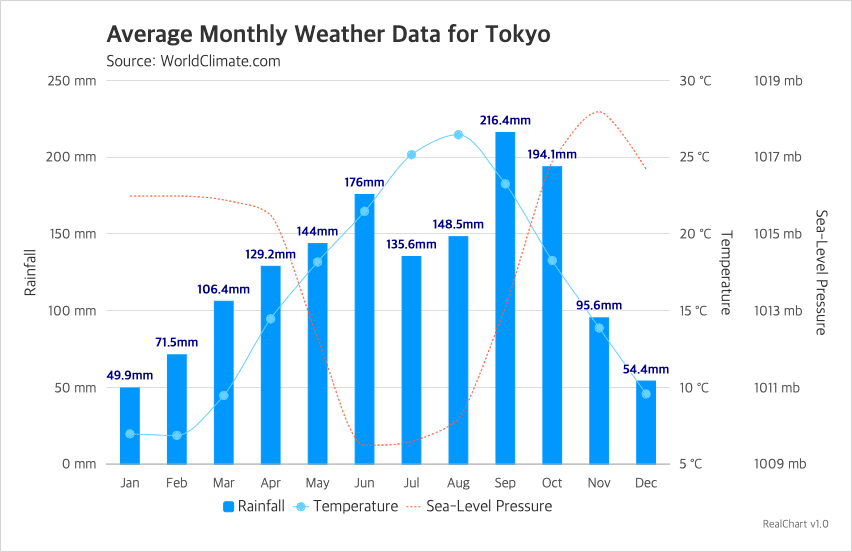 Average Monthly Weather Data for Tokyo
Source: WorldClimate.com
250 mm
200 mm
150 mm
100 mm
50 mm
0 mm
Rainfall
30 °C
25 °C
20 °C
15 °C
10 °C
5 °C
Temperature
1019 mb
1017 mb
1015 mb
1013 mb
1011 mb
1009 mb
Sea-Level Pressure
49.9mm
71.5mm
106.4mm
129.2mm
144mm
176mm
135.6mm
148.5mm
216.4mm
194.1mm
95.6mm
54.4mm
Jan Feb Mar Apr May Jun Jul Aug Sep Oct Nov Dec
Rainfall Temperature Sea-Level Pressure
RealChart v1.0